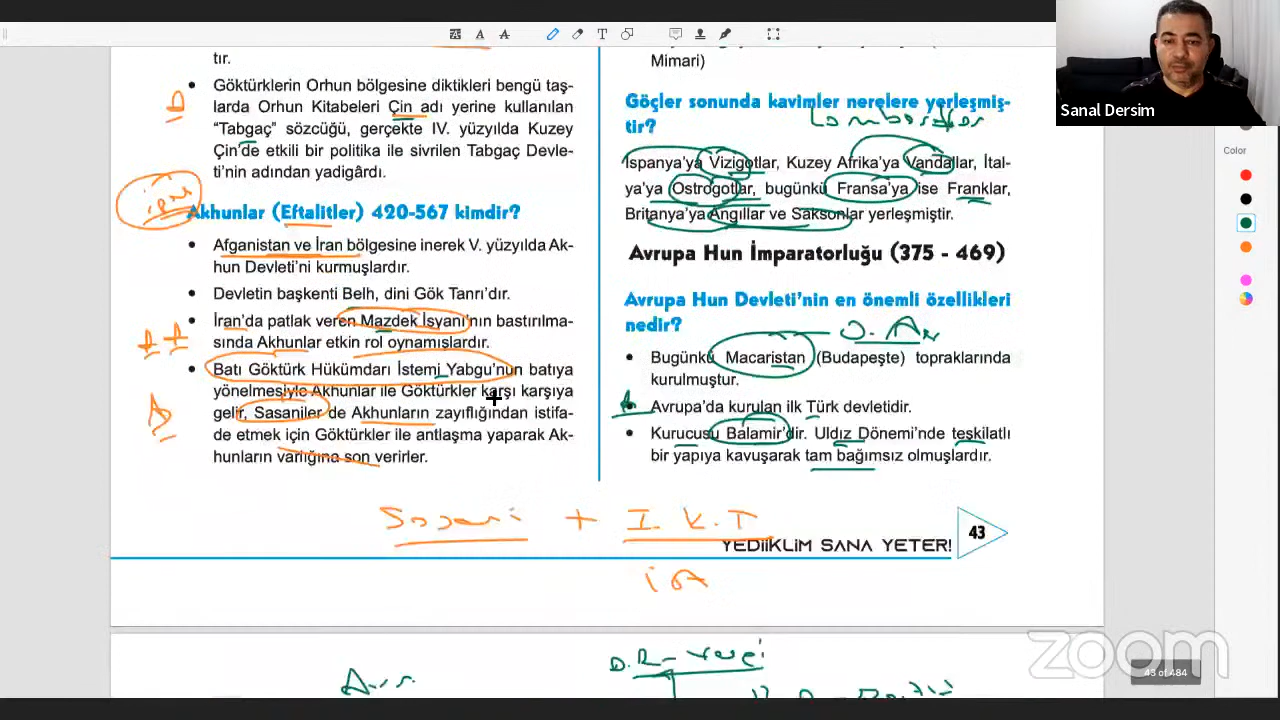 Sanal Dersim
Color
tır.
• Göktürklerin Orhun bölgesine diktikleri bengü taş-
larda Orhun Kitabeleri Çin adı yerine kullanılan
“Tabgaç” sözcüğü, gerçekte IV. yüzyılda Kuzey
Çin’de etkili bir politika ile sivrilen Tabgaç Devle-
ti’nin adından yadigârdı.
Akhunlar (Eftalitler) 420-567 kimdir?
• Afganistan ve İran bölgesine inerek V. yüzyılda Ak-
hun Devleti’ni kurmuşlardır.
• Devletin başkenti Belh, dini Gök Tanrı’dır.
• İran’da patlak veren Mazdek İsyanı’nın bastırılma-
sında Akhunlar etkin rol oynamışlardır.
• Batı Göktürk Hükümdarı İstemi Yabgu’nun batıya
yönelmesiyle Akhunlar ile Göktürkler karşı karşıya
gelir, Sasaniler de Akhunların zayıflığından istifa-
de etmek için Göktürkler ile antlaşma yaparak Ak-
hunların varlığına son verirler.
Mimari)
Göçler sonunda kavimler nerelere yerleşmiş-
tir?
İspanya’ya Vizigotlar, Kuzey Afrika’ya Vandallar, İtal-
ya’ya Ostrogotlar, bugünkü Fransa’ya ise Franklar,
Britanya’ya Angıllar ve Saksonlar yerleşmiştir.
Avrupa Hun İmparatorluğu (375 - 469)
Avrupa Hun Devleti’nin en önemli özellikleri
nedir?
O. Av
• Bugünkü Macaristan (Budapeşte) topraklarında
kurulmuştur.
• Avrupa’da kurulan ilk Türk devletidir.
• Kurucusu Balamir’dir. Uldız Dönemi’nde teşkilatlı
bir yapıya kavuşarak tam bağımsız olmuşlardır.
Sasani + I. K. T
YEDİİKLİM SANA YETER!
43
zoom
43 of 484